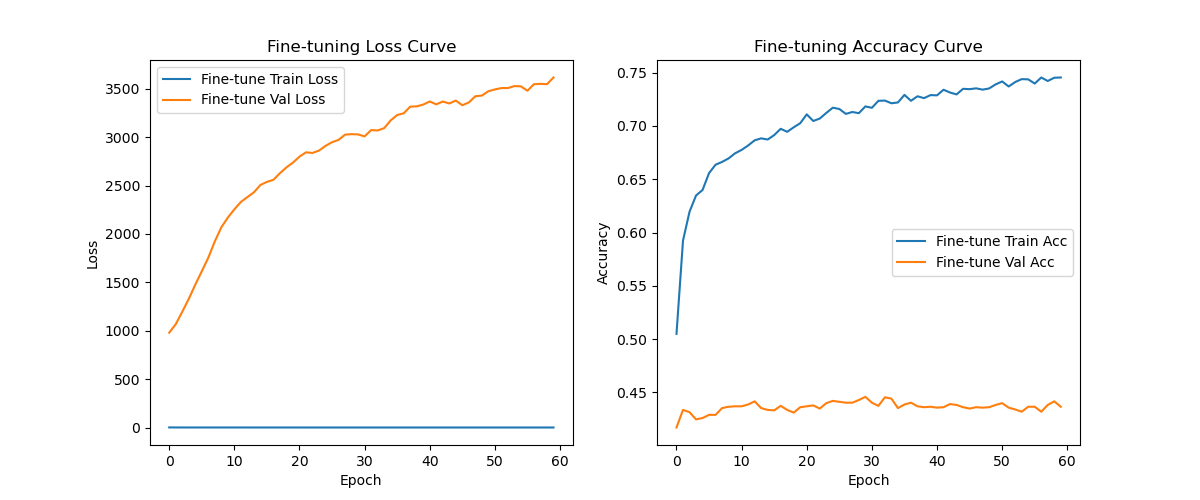 Fine-tuning Loss Curve
Fine-tune Train Loss
Fine-tune Val Loss
3500
3000
2500
2000
1500
1000
500
0
Loss
0 10 20 30 40 50 60
Epoch
Fine-tuning Accuracy Curve
0.75
0.70
0.65
0.60
0.55
0.50
0.45
Accuracy
Fine-tune Train Acc
Fine-tune Val Acc
0 10 20 30 40 50 60
Epoch